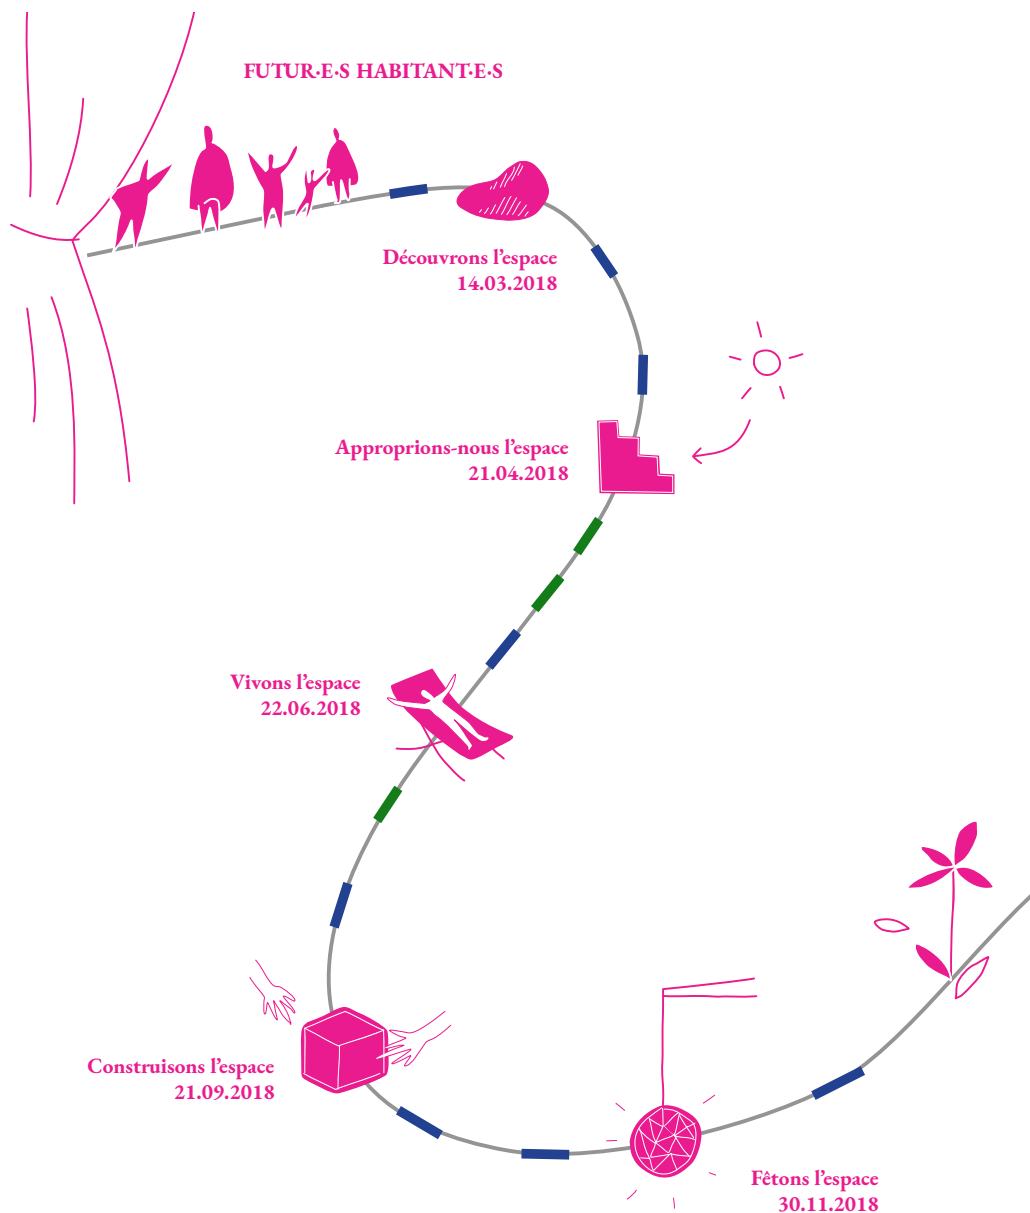 FUTUR·E·S HABITANT·E·S
Découvrons l’espace
14.03.2018
Approprions-nous l’espace
21.04.2018
Vivons l’espace
22.06.2018
Construisons l’espace
21.09.2018
Fêtons l’espace
30.11.2018